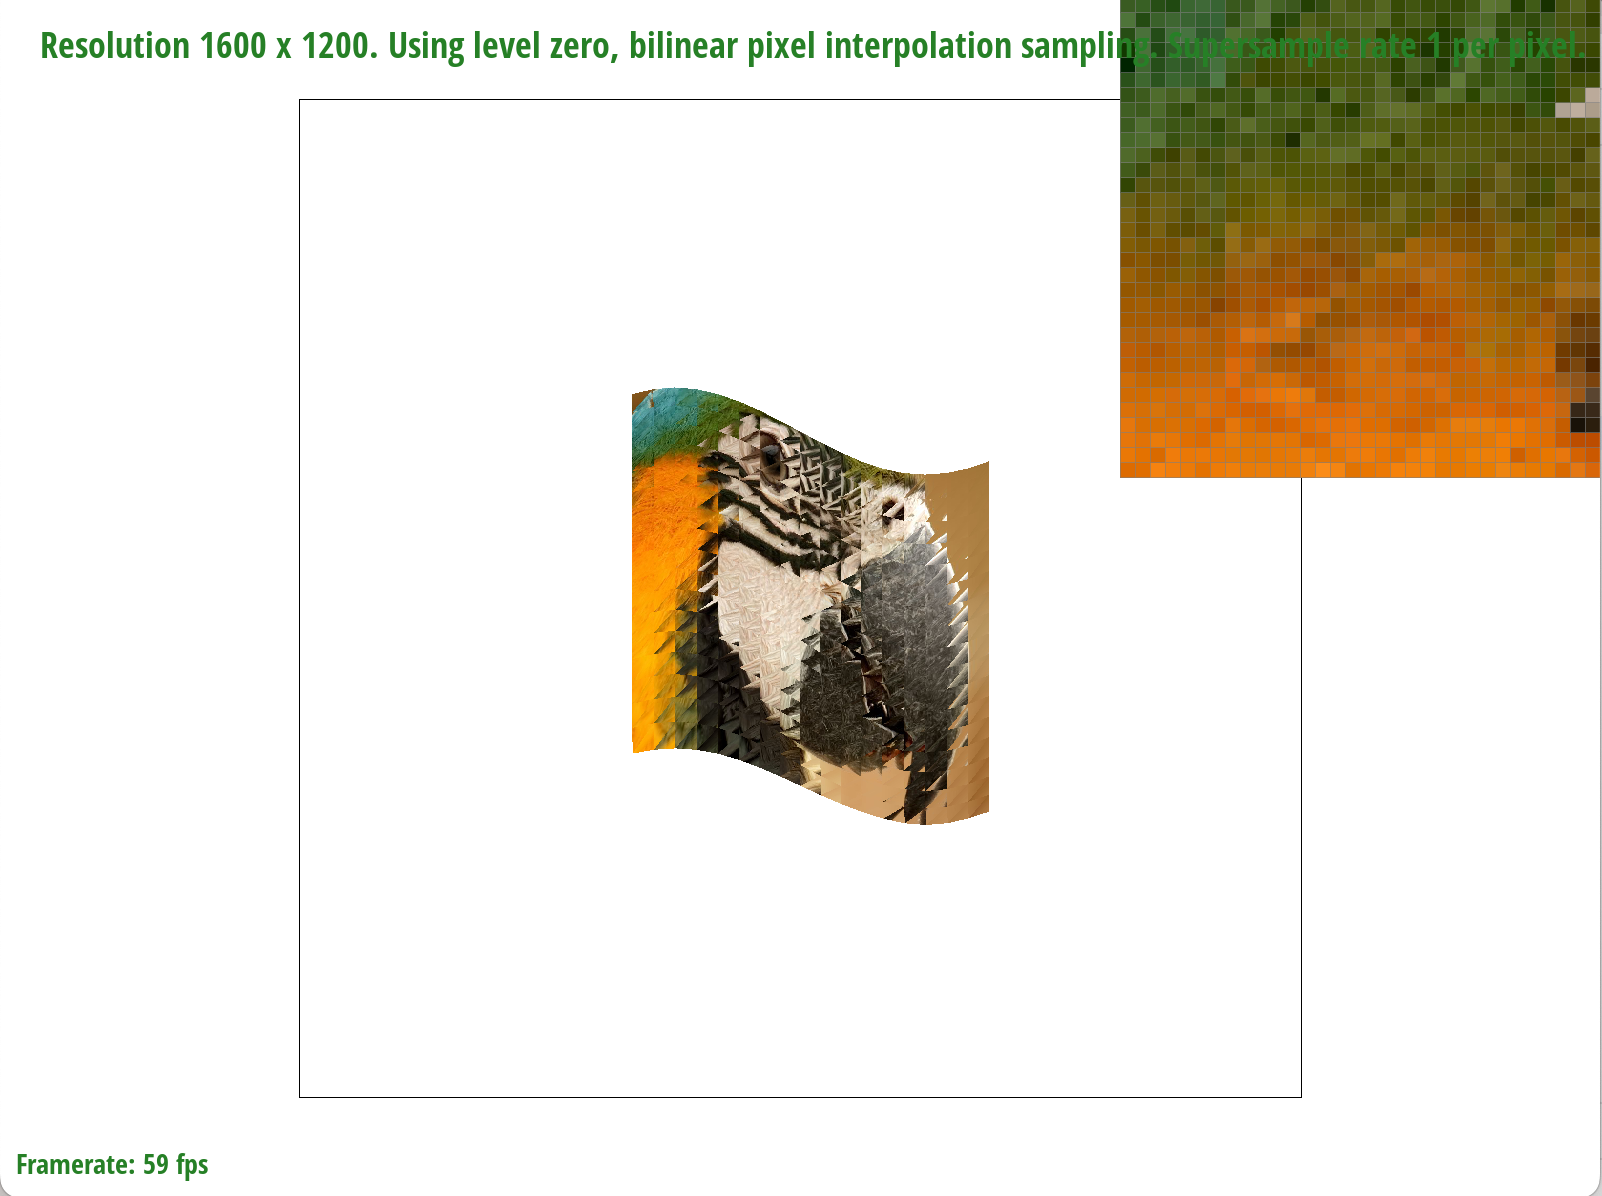 Resolution 1600 x 1200. Using level zero, bilinear pixel interpolation sampling. Supersample rate 1 per pixel.
Framerate: 59 fps